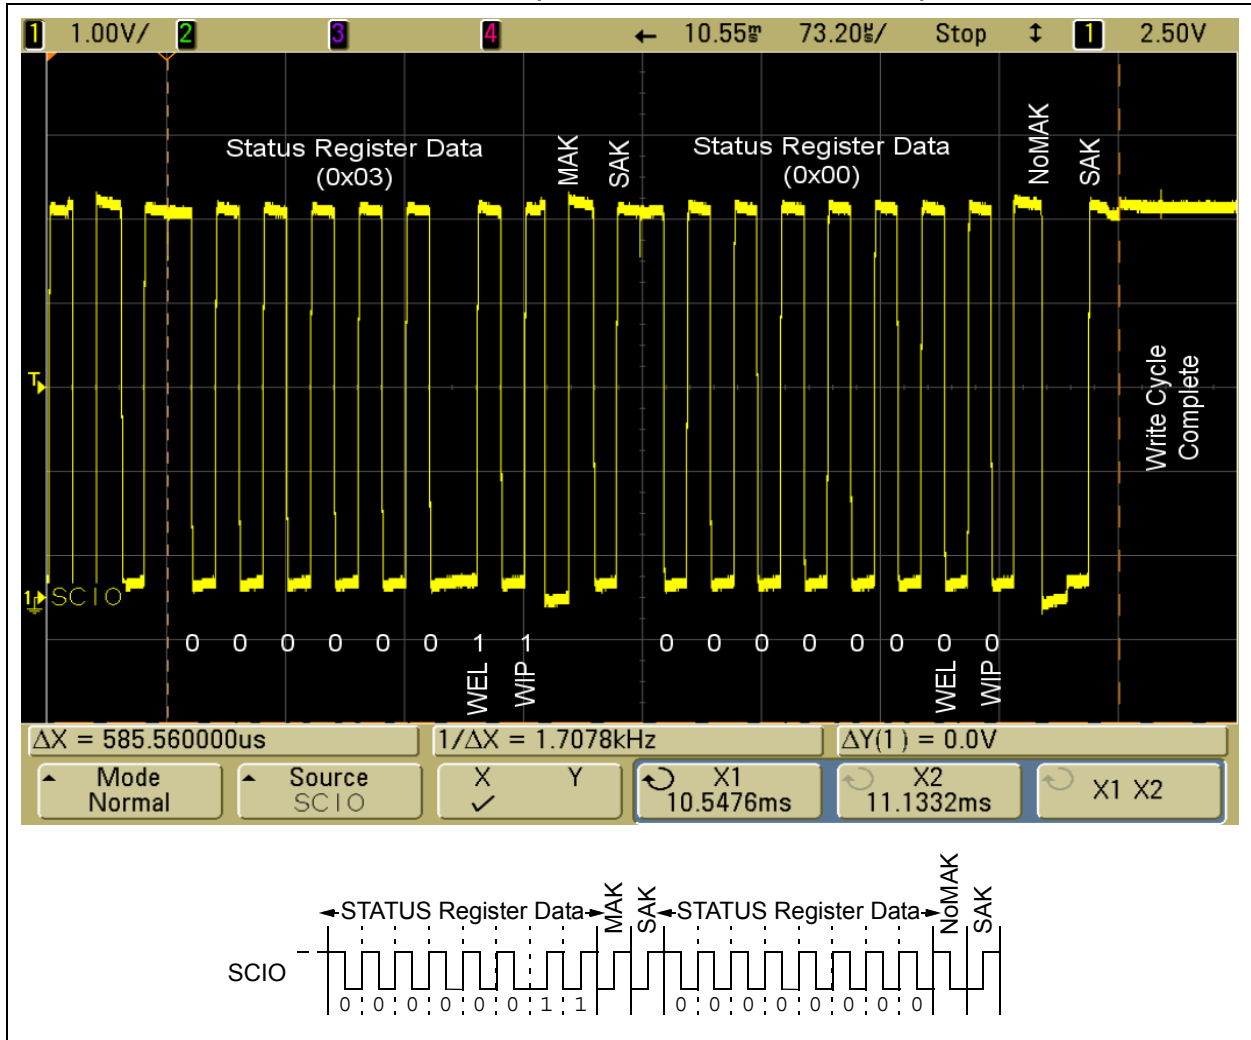 1 1.00V/ 2 3 4 ← 10.55ms 73.20us/ Stop ↕ 1 2.50V
Status Register Data
(0x03)
MAK
SAK
Status Register Data
(0x00)
NoMAK
SAK
Write Cycle
Complete
T
1
SCIO
0 0 0 0 0 0 1 1
WEL
WIP
0 0 0 0 0 0 0 0
WEL
WIP
ΔX = 585.560000us
1/ΔX = 1.7078kHz
ΔY(1) = 0.0V
Mode
Normal
Source
SCIO
X Y
✓
X1
10.5476ms
X2
11.1332ms
X1 X2
STATUS Register Data
MAK
SAK
STATUS Register Data
NoMAK
SAK
SCIO
0 0 0 0 0 0 1 1
0 0 0 0 0 0 0 0